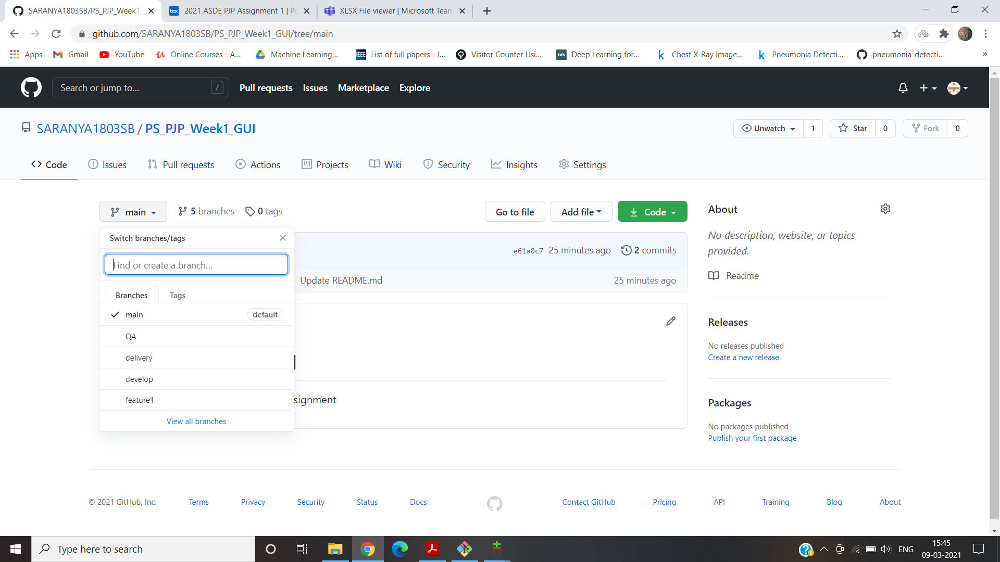 SARANYA1803SB/PS_PJP_Week1_
2021 ASDE PJP Assignment 1 | Po
XLSX File viewer | Microsoft Team
github.com/SARANYA1803SB/PS_PJP_Week1_GUI/tree/main
Apps Gmail YouTube Online Courses - A... Machine Learning... IEEE List of full papers - I... Visitor Counter Usi... tds Deep Learning for... k Chest X-Ray Image... k Pneumonia Detecti... pneumonia_detecti... »
Search or jump to... / Pull requests Issues Marketplace Explore
SARANYA1803SB / PS_PJP_Week1_GUI
Unwatch 1 Star 0 Fork 0
Code Issues Pull requests Actions Projects Wiki Security Insights Settings
main 5 branches 0 tags Go to file Add file Code
Switch branches/tags
Find or create a branch...
Branches Tags
main default
QA
delivery
develop
feature1
View all branches
e61a0c7 25 minutes ago 2 commits
Update README.md 25 minutes ago
signment
About
No description, website, or topics
provided.
Readme
Releases
No releases published
Create a new release
Packages
No packages published
Publish your first package
© 2021 GitHub, Inc. Terms Privacy Security Status Docs Contact GitHub Pricing API Training Blog About
Type here to search
ENG
15:45
09-03-2021